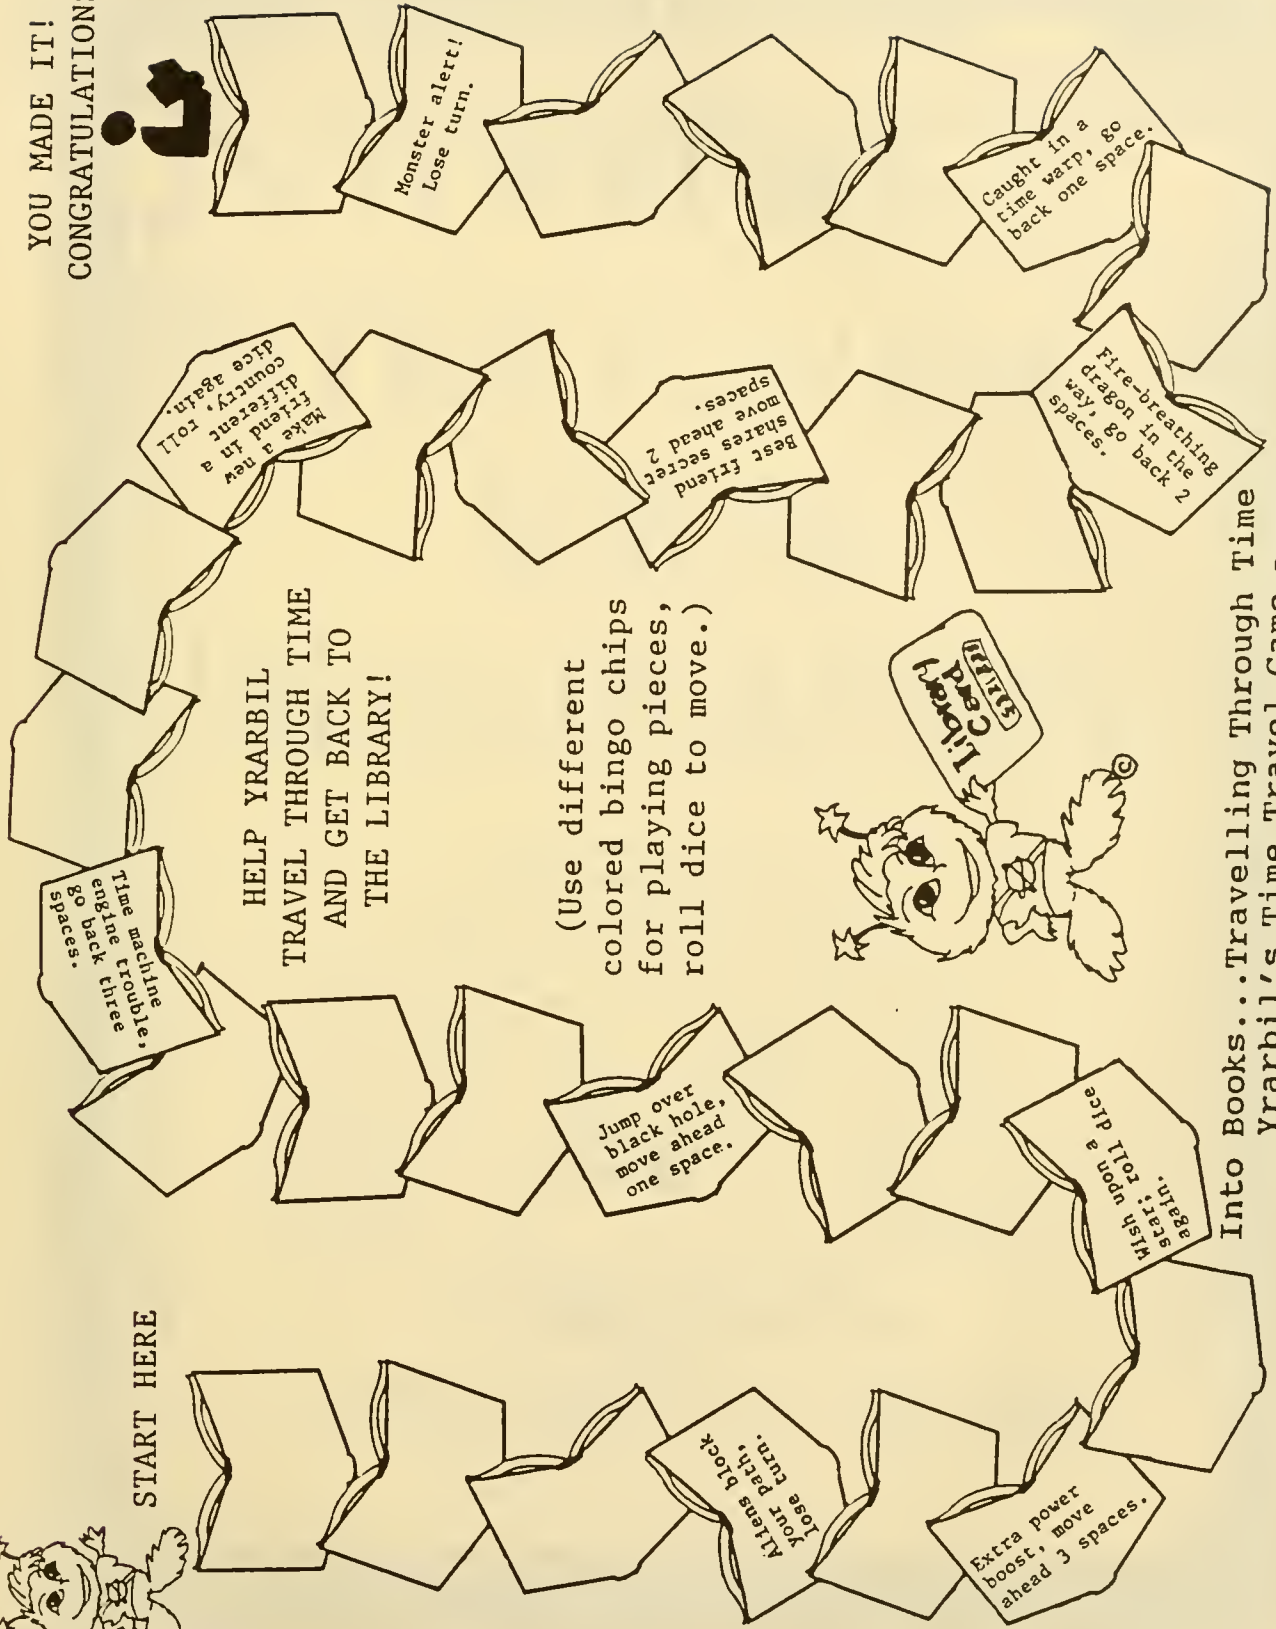 YOU MADE IT!
CONGRATULATIONS
START HERE
Aliens block
your path,
lose turn.
Extra power
boost, move
ahead 3 spaces.
Wish upon a
star; roll dice
again.
Jump over
black hole,
move ahead
one space.
Time machine
engine trouble,
go back three
spaces.
Make a new
friend in a
different
country, roll
dice again.
Best friend
shares secret
move ahead 2
spaces.
Fire-breathing
dragon in the
way, go back 2
spaces.
Caught in a
time warp, go
back one space.
Monster alert!
Lose turn.
HELP YRARBIL
TRAVEL THROUGH TIME
AND GET BACK TO
THE LIBRARY!
(Use different
colored bingo chips
for playing pieces,
roll dice to move.)
Library
Card
©
Into Books...Travelling Through Time
Yrarbil's Time Travel Game